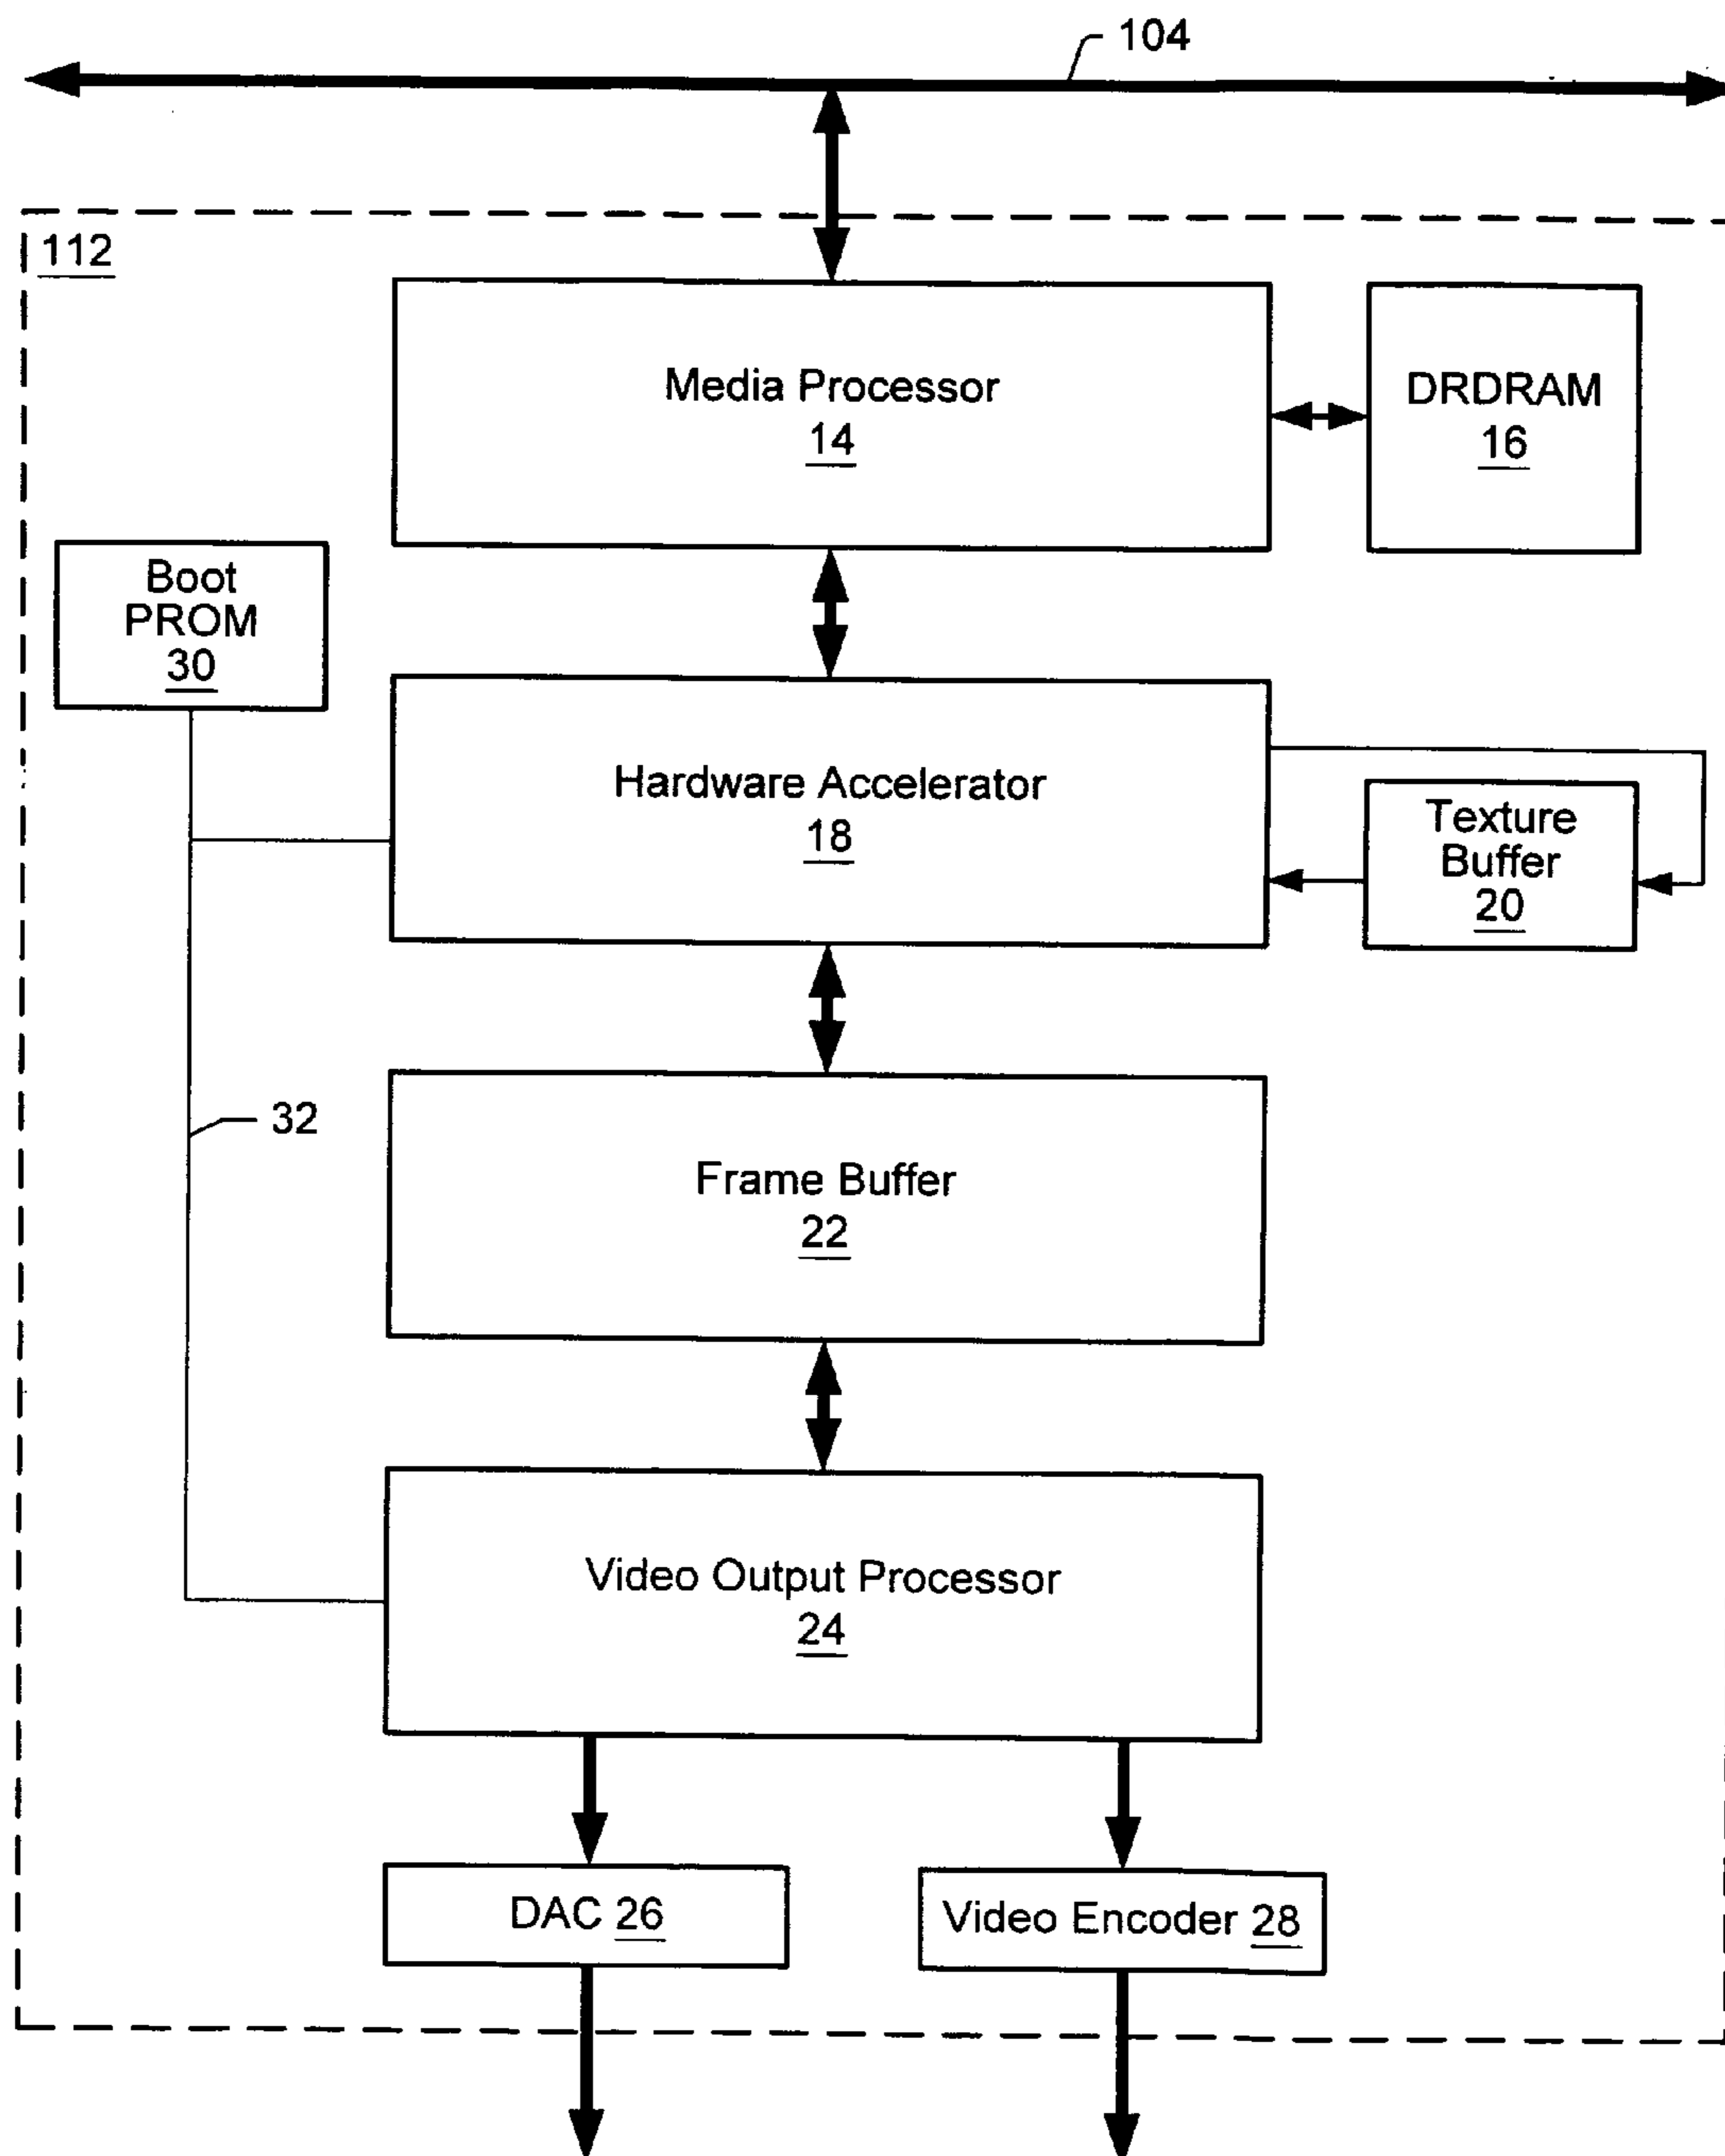 104
112
Media Processor
14
DRDRAM
16
Boot
PROM
30
Hardware Accelerator
18
Texture
Buffer
20
32
Frame Buffer
22
Video Output Processor
24
DAC 26
Video Encoder 28